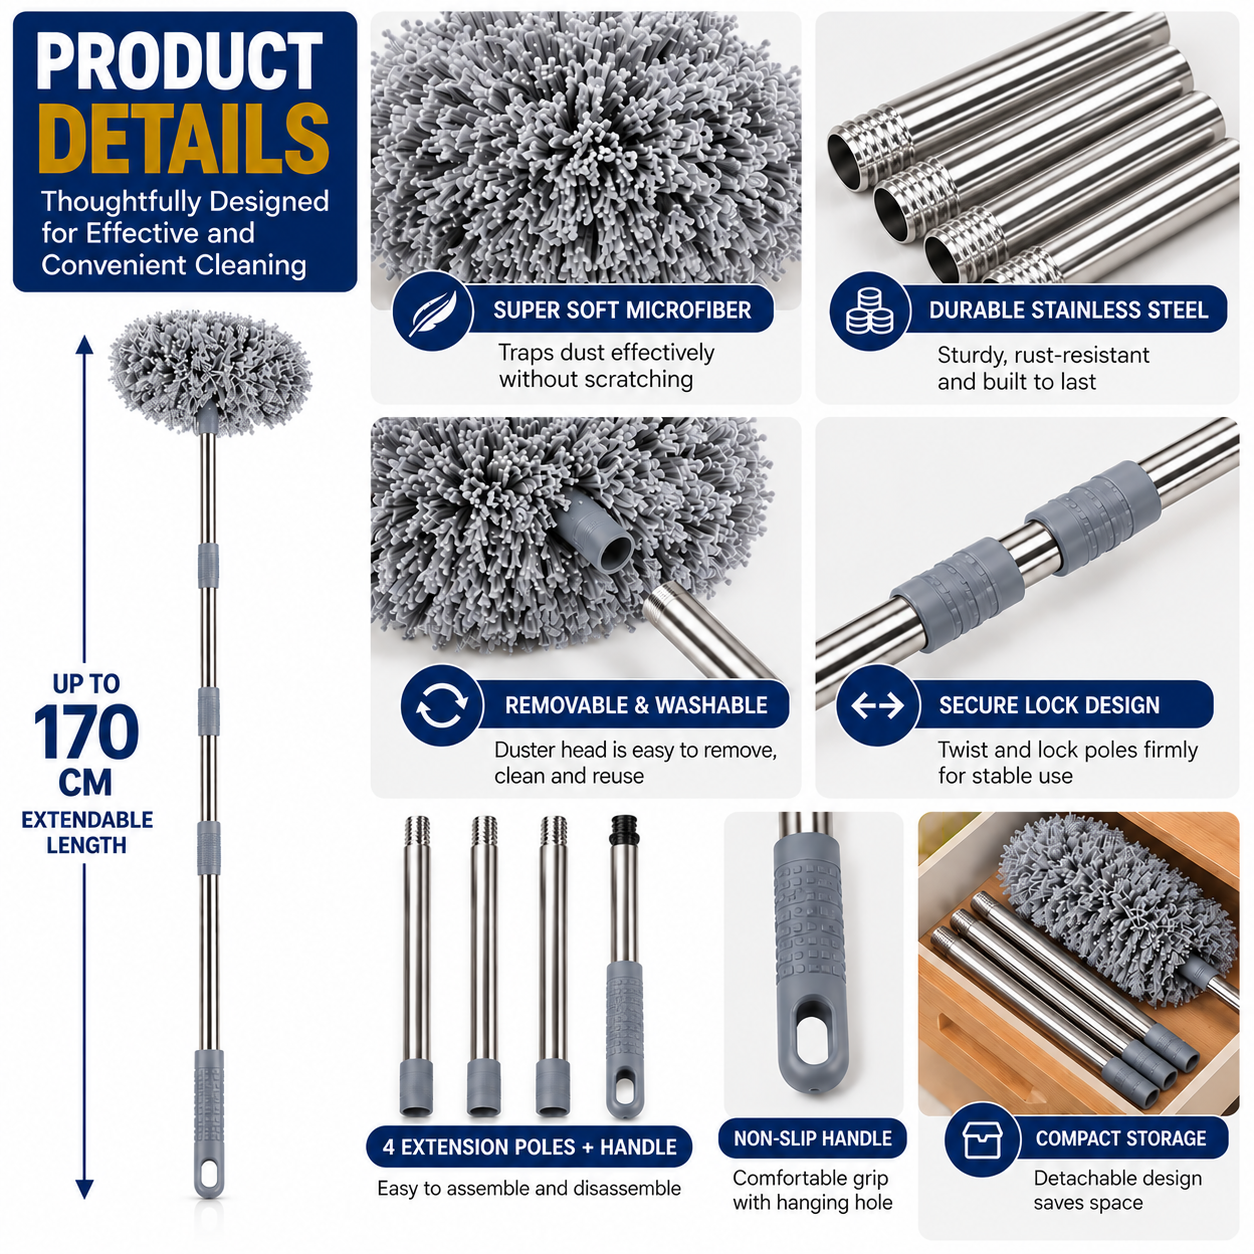 PRODUCT
DETAILS
Thoughtfully Designed
for Effective and
Convenient Cleaning
SUPER SOFT MICROFIBER
Traps dust effectively
without scratching
DURABLE STAINLESS STEEL
Sturdy, rust-resistant
and built to last
UP TO
170
CM
EXTENDABLE
LENGTH
REMOVABLE & WASHABLE
Duster head is easy to remove,
clean and reuse
SECURE LOCK DESIGN
Twist and lock poles firmly
for stable use
4 EXTENSION POLES + HANDLE
Easy to assemble and disassemble
NON-SLIP HANDLE
Comfortable grip
with hanging hole
COMPACT STORAGE
Detachable design
saves space